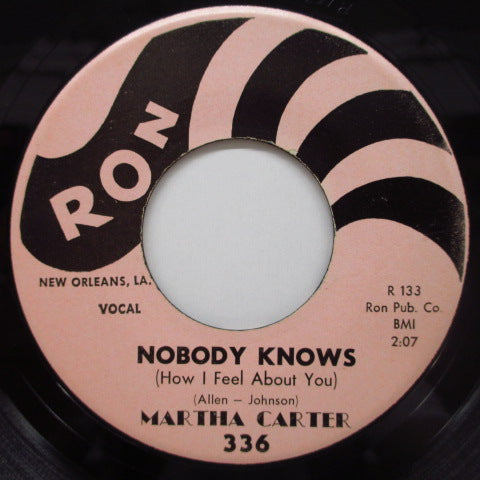 RON
NEW ORLEANS, LA.
VOCAL
R 133
Ron Pub. Co.
BMI
2:07
NOBODY KNOWS
(How I Feel About You)
(Allen – Johnson)
MARTHA CARTER
336